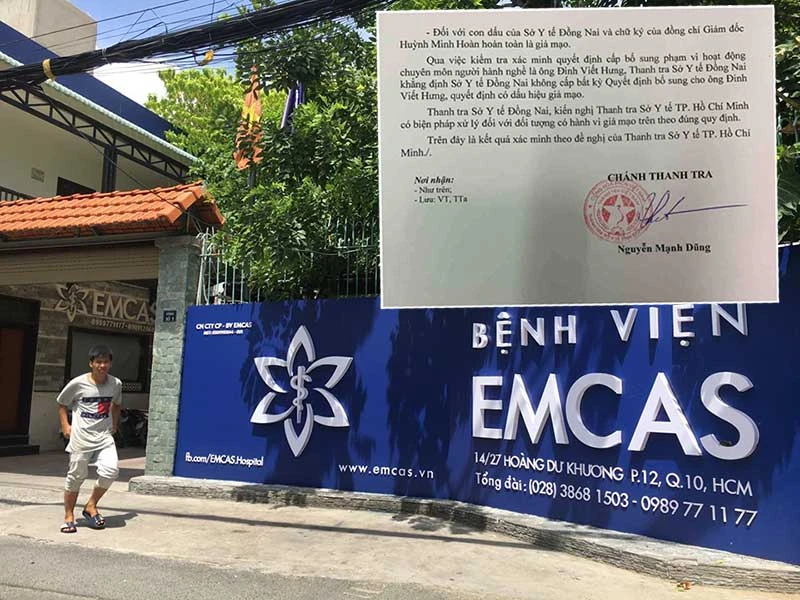 - Đối với con dấu của Sở Y tế Đồng Nai và chữ ký của đồng chí Giám đốc
Huỳnh Minh Hoàn hoàn toàn là giả mạo.
Qua việc kiểm tra xác minh quyết định cấp bổ sung phạm vi hoạt động
chuyên môn người hành nghề là ông Đinh Viết Hưng, Thanh tra Sở Y tế Đồng Nai
khẳng định Sở Y tế Đồng Nai không cấp bất kỳ Quyết định bổ sung cho ông Đinh
Viết Hưng, quyết định có dấu hiệu giả mạo.
Thanh tra Sở Y tế Đồng Nai, kiến nghị Thanh tra Sở Y tế TP. Hồ Chí Minh
có biện pháp xử lý đối với đối tượng có hành vi giả mạo trên theo đúng quy định.
Trên đây là kết quả xác minh theo đề nghị của Thanh tra Sở Y tế TP. Hồ Chí
Minh./.
Nơi nhận:
- Như trên;
- Lưu: VT, TTa
CHÁNH THANH TRA
Nguyễn Mạnh Dũng
EMCAS
CN CTY CP - BV EMCAS
fb.com/EMCAS.Hospital
www.emcas.vn
BỆNH VIỆN
EMCAS
14/27 HOÀNG DƯ KHƯƠNG P.12, Q.10, HCM
Tổng đài: (028) 3868 1503 - 0989 77 11 77